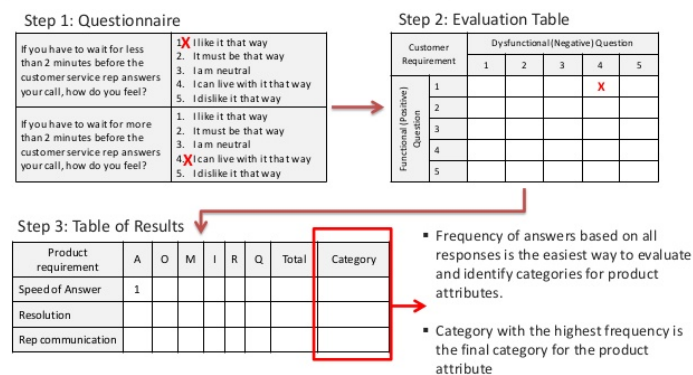 Step 1: Questionnaire
If you have to wait for less
than 2 minutes before the
customer service rep answers
your call, how do you feel?
1. X I like it that way
2. It must be that way
3. I am neutral
4. I can live with it that way
5. I dislike it that way
If you have to wait for more
than 2 minutes before the
customer service rep answers
your call, how do you feel?
1. I like it that way
2. It must be that way
3. I am neutral
4. X I can live with it that way
5. I dislike it that way
Step 2: Evaluation Table
Customer
Requirement
Dysfunctional (Negative) Question
1 2 3 4 5
Functional (Positive)
Question
1 X
2
3
4
5
Step 3: Table of Results
Product
requirement
A O M I R Q Total Category
Speed of Answer 1
Resolution
Rep communication
▪ Frequency of answers based on all
responses is the easiest way to evaluate
and identify categories for product
attributes.
▪ Category with the highest frequency is
the final category for the product
attribute